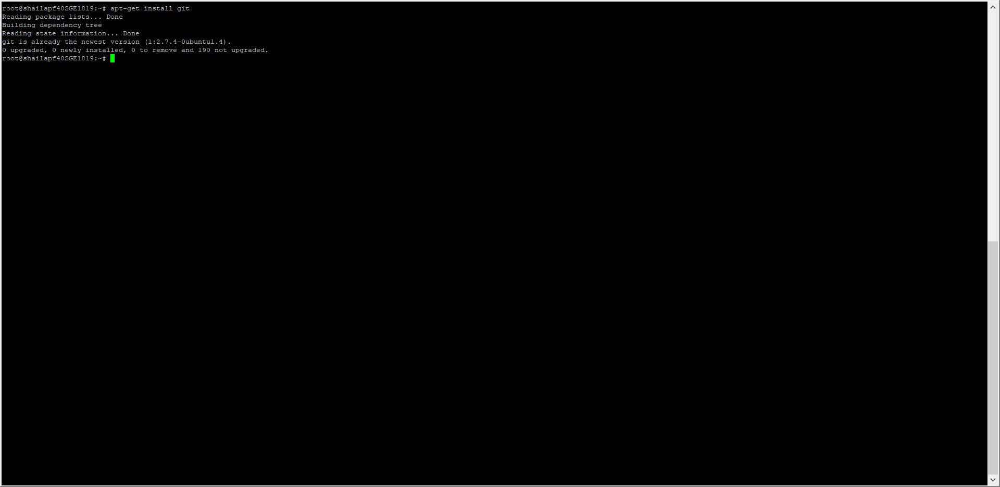 root@shailapf40SGE1819:~# apt-get install git
Reading package lists... Done
Building dependency tree
Reading state information... Done
git is already the newest version (1:2.7.4-0ubuntu1.4).
0 upgraded, 0 newly installed, 0 to remove and 190 not upgraded.
root@shailapf40SGE1819:~#